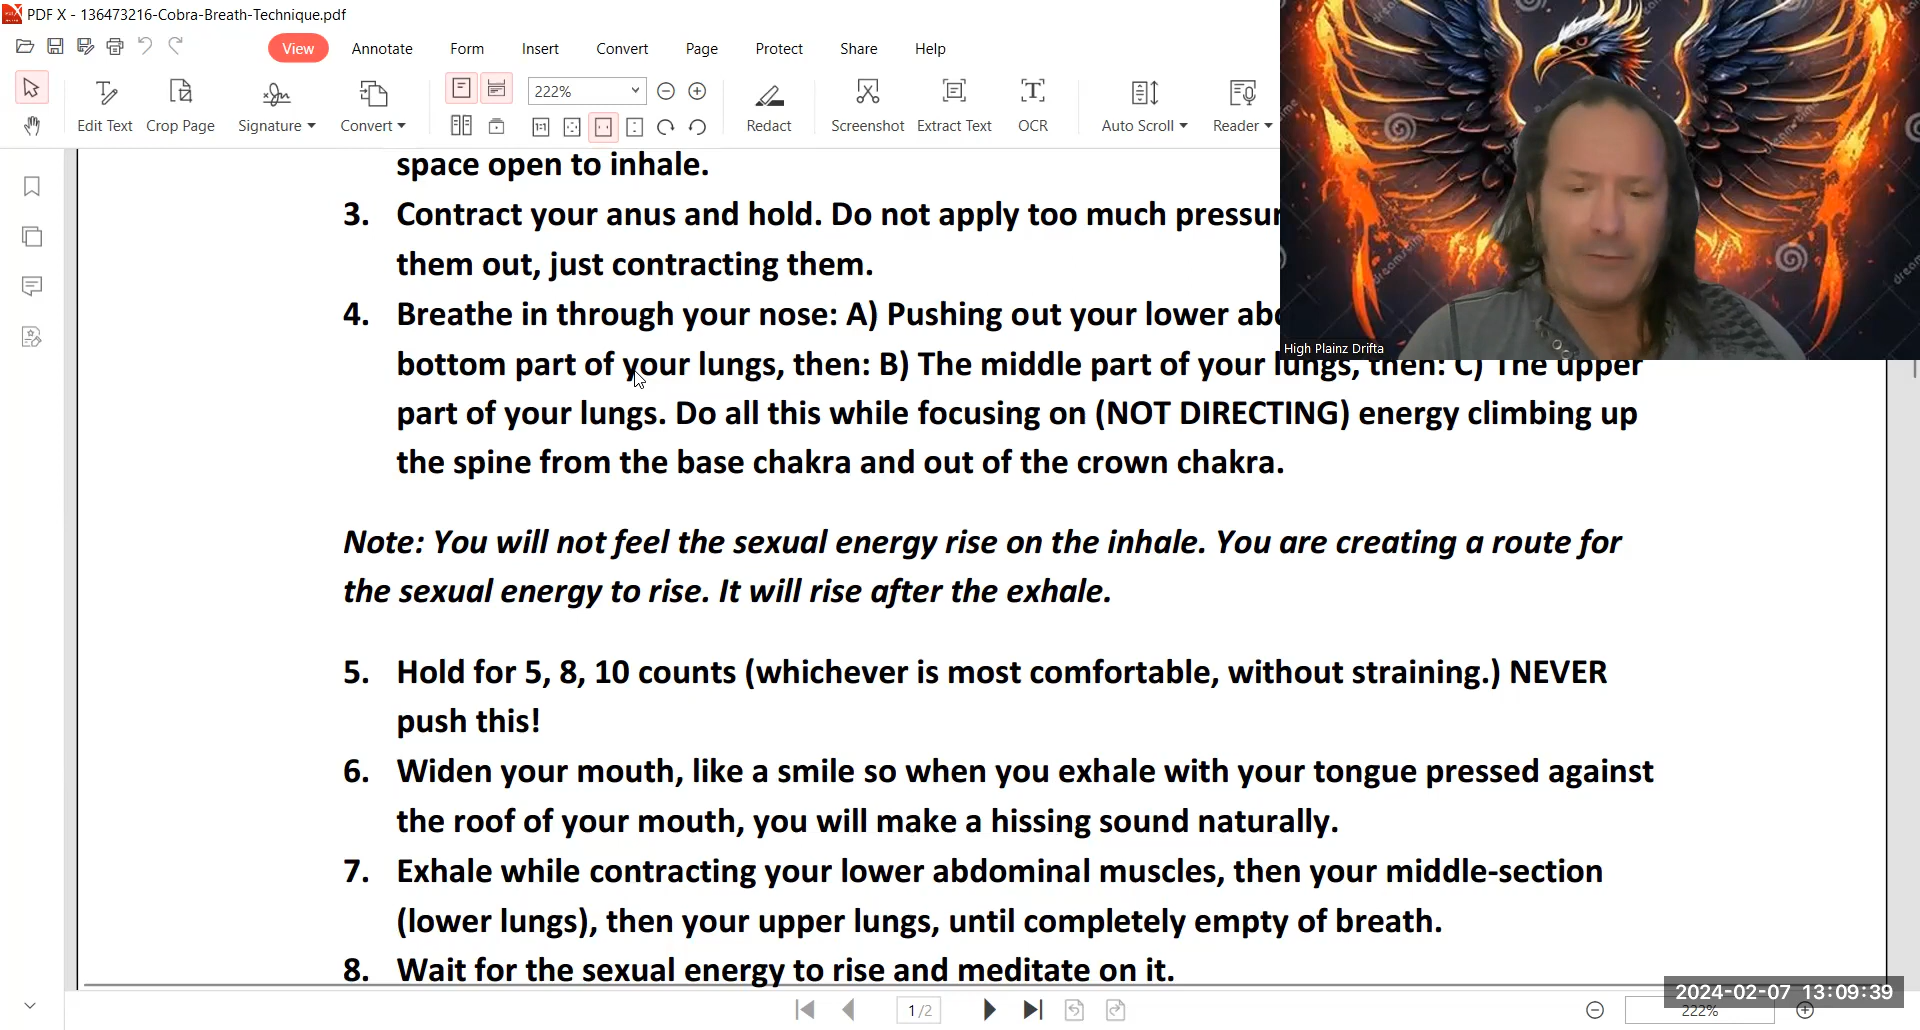 PDF X - 136473216-Cobra-Breath-Technique.pdf
View Annotate Form Insert Convert Page Protect Share Help
222%
Edit Text Crop Page Signature Convert Redact Screenshot Extract Text OCR Auto Scroll Reader
space open to inhale.
3. Contract your anus and hold. Do not apply too much
them out, just contracting them.
4. Breathe in through your nose: A) Pushing out your lower
High Plainz Drifta
bottom part of your lungs, then: B) The middle part of your lungs, then: C) The upper
part of your lungs. Do all this while focusing on (NOT DIRECTING) energy climbing up
the spine from the base chakra and out of the crown chakra.
Note: You will not feel the sexual energy rise on the inhale. You are creating a route for
the sexual energy to rise. It will rise after the exhale.
5. Hold for 5, 8, 10 counts (whichever is most comfortable, without straining.) NEVER
push this!
6. Widen your mouth, like a smile so when you exhale with your tongue pressed against
the roof of your mouth, you will make a hissing sound naturally.
7. Exhale while contracting your lower abdominal muscles, then your middle-section
(lower lungs), then your upper lungs, until completely empty of breath.
8. Wait for the sexual energy to rise and meditate on it.
2024-02-07 13:09:39
1/2
222%